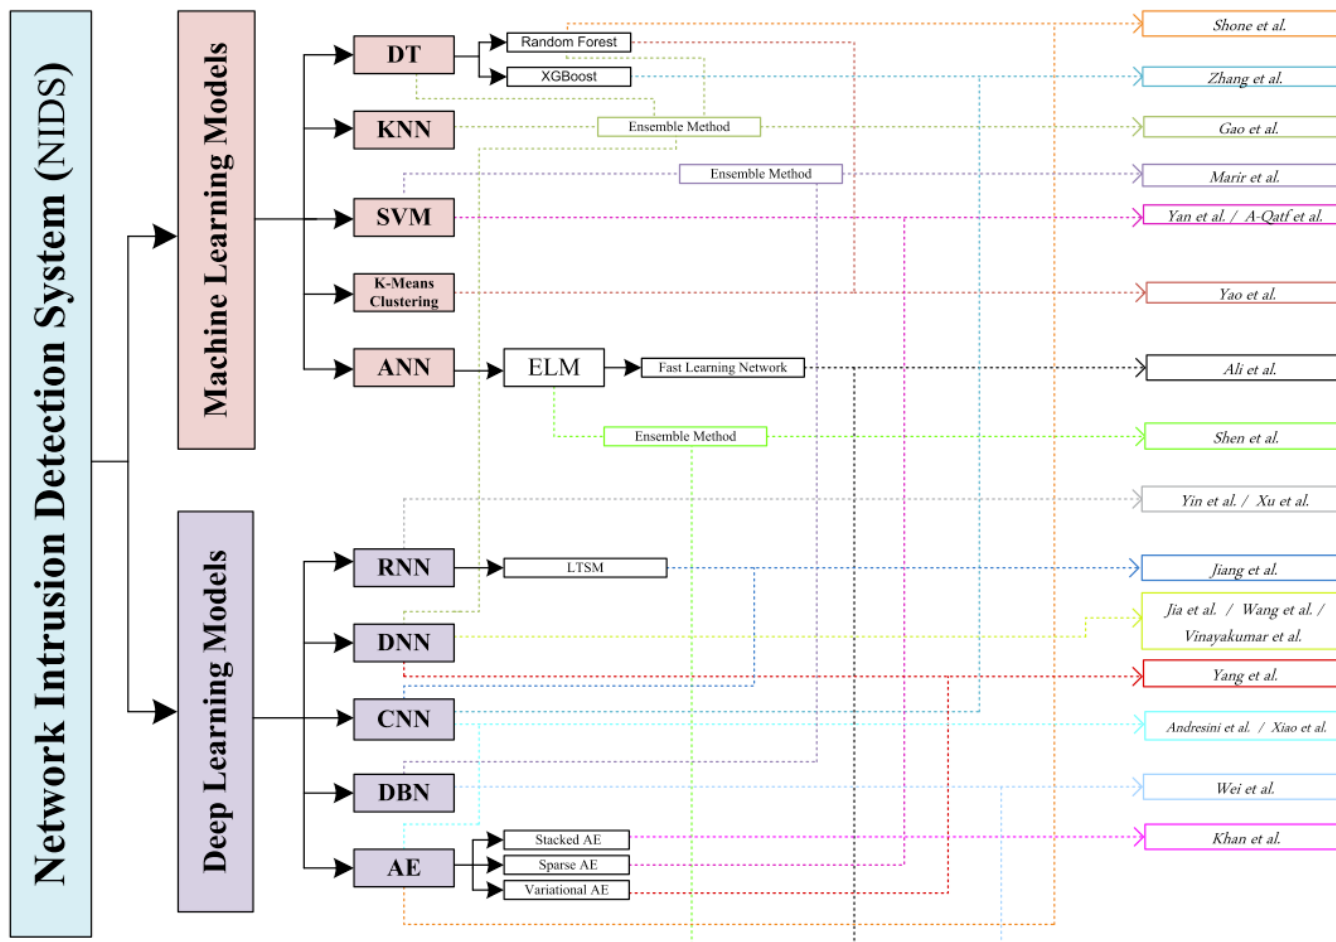 Network Intrusion Detection System (NIDS)
Machine Learning Models
DT
Random Forest
XGBoost
KNN
Ensemble Method
Ensemble Method
SVM
K-Means
Clustering
ANN
ELM
Fast Learning Network
Ensemble Method
Deep Learning Models
RNN
LTSM
DNN
CNN
DBN
AE
Stacked AE
Sparse AE
Variational AE
Shone et al.
Zhang et al.
Gao et al.
Marir et al.
Yan et al. / A-Qatf et al.
Yao et al.
Ali et al.
Shen et al.
Yin et al. / Xu et al.
Jiang et al.
Jia et al. / Wang et al. /
Vinayakumar et al.
Yang et al.
Andresini et al. / Xiao et al.
Wei et al.
Khan et al.